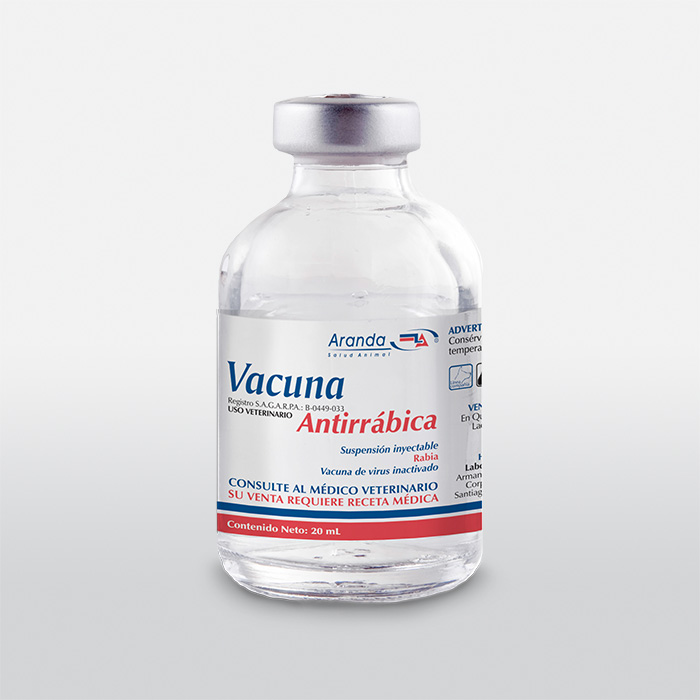 Aranda
Salud Animal
Vacuna
Registro S.A.G.A.R.P.A.: B-0449-033
USO VETERINARIO
Antirrábica
Suspensión inyectable
Rabia
Vacuna de virus inactivado
CONSULTE AL MÉDICO VETERINARIO
SU VENTA REQUIERE RECETA MÉDICA
Contenido Neto: 20 mL
ADVERT
Consérv
tempera
VEN
En Qu
La
Labo
Arman
Corp
Santiag